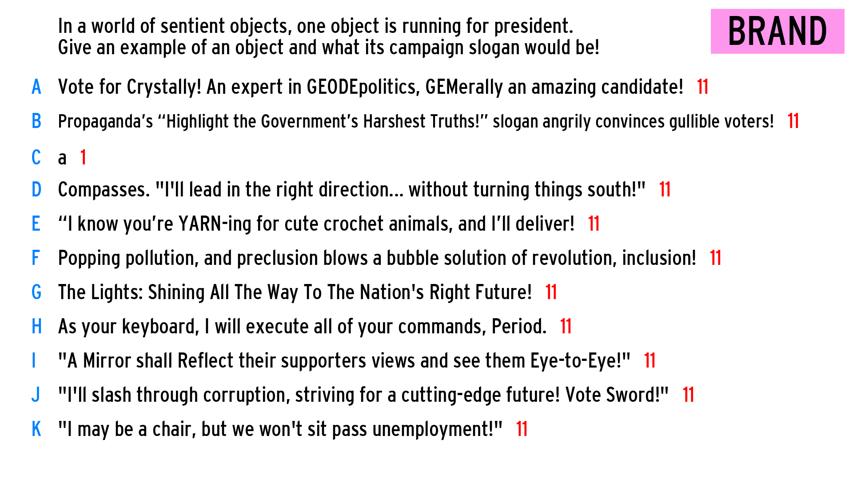 In a world of sentient objects, one object is running for president.
Give an example of an object and what its campaign slogan would be!
BRAND
A Vote for Crystally! An expert in GEODEpolitics, GEMerally an amazing candidate! 11
B Propaganda's “Highlight the Government's Harshest Truths!” slogan angrily convinces gullible voters! 11
C a 1
D Compasses. "I'll lead in the right direction... without turning things south!" 11
E “I know you’re YARN-ing for cute crochet animals, and I’ll deliver! 11
F Popping pollution, and preclusion blows a bubble solution of revolution, inclusion! 11
G The Lights: Shining All The Way To The Nation's Right Future! 11
H As your keyboard, I will execute all of your commands, Period. 11
I "A Mirror shall Reflect their supporters views and see them Eye-to-Eye!" 11
J "I'll slash through corruption, striving for a cutting-edge future! Vote Sword!" 11
K "I may be a chair, but we won't sit pass unemployment!" 11